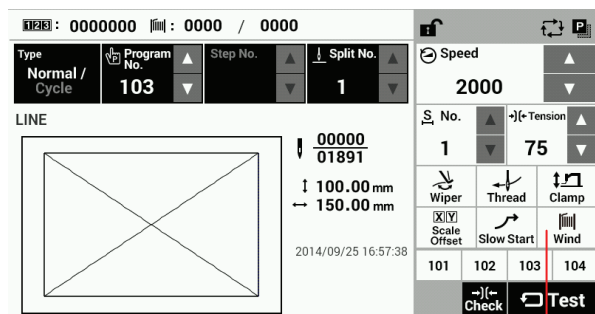 123 : 0000000 : 0000 / 0000
Type
Normal /
Cycle
P Program
No.
103
Step No.
Split No.
1
LINE
00000
01891
100.00 mm
150.00 mm
2014/09/25 16:57:38
P
Speed
2000
S No.
1
Tension
75
Wiper
Thread
Clamp
XY
Scale
Offset
Slow Start
Wind
101 102 103 104
Check
Test